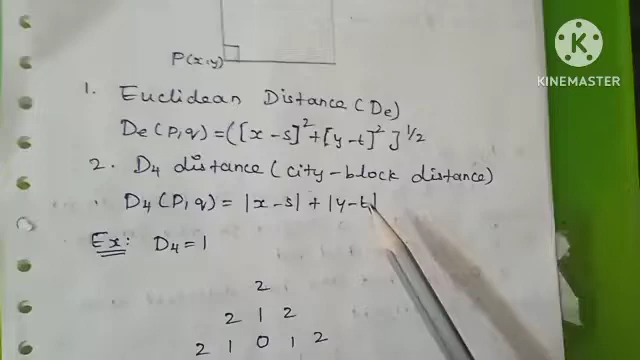 KINEMASTER
P(x,y)
1. Euclidean Distance (De)
De(P,q) = ([x-s]²+[y-t]²]^1/2
2. D4 distance (city-block distance)
D4(P,q) = |x-s| + |y-t|
Ex: D4 = 1
2
2 1 2
2 1 0 1 2